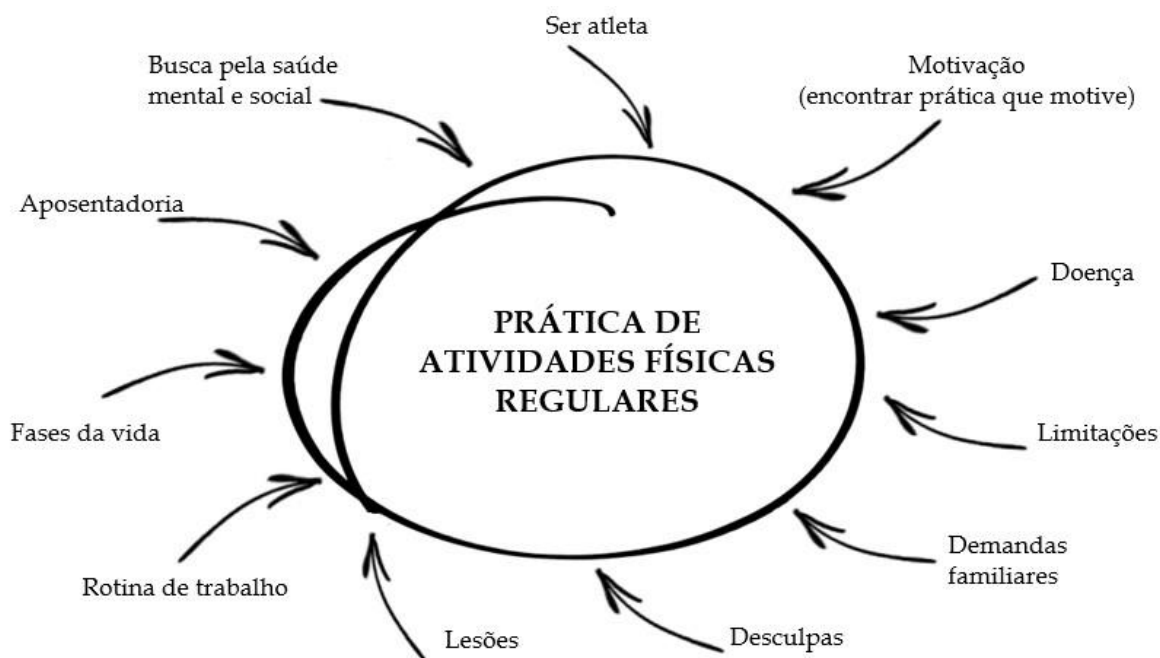 Ser atleta
Busca pela saúde
mental e social
Motivação
(encontrar prática que motive)
Aposentadoria
Doença
PRÁTICA DE
ATIVIDADES FÍSICAS
REGULARES
Fases da vida
Limitações
Demandas
familiares
Rotina de trabalho
Lesões
Desculpas